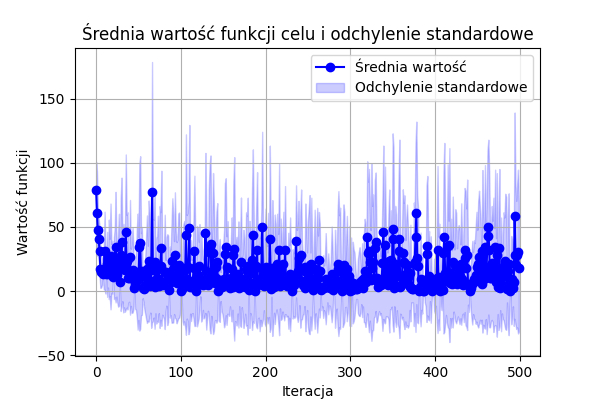 Średnia wartość funkcji celu i odchylenie standardowe
Średnia wartość
Odchylenie standardowe
Wartość funkcji
150
100
50
0
−50
0 100 200 300 400 500
Iteracja